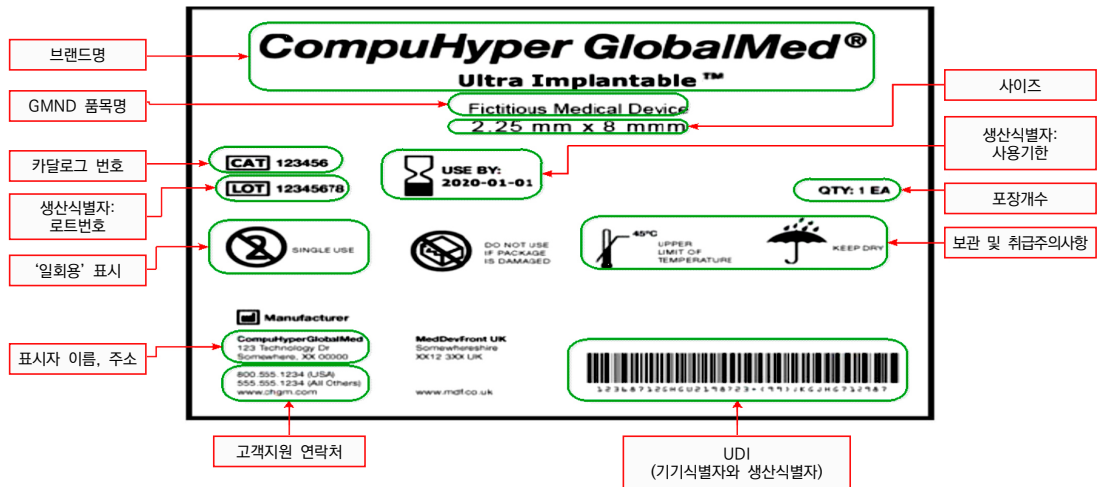 CompuHyper GlobalMed®
Ultra Implantable™
브랜드명
GMND 품목명
Fictitious Medical Device
사이즈
2.25 mm x 8 mmm
카달로그 번호
CAT 123456
USE BY:
2020-01-01
생산식별자:
사용기한
생산식별자:
로트번호
LOT 12345678
QTY: 1 EA
포장개수
'일회용' 표시
2
SINGLE USE
DO NOT USE
IF PACKAGE
IS DAMAGED
45°C
UPPER
LIMIT OF
TEMPERATURE
KEEP DRY
보관 및 취급주의사항
Manufacturer
표시자 이름, 주소
CompuHyperGlobalMed
123 Technology Dr
Somewhere, XX 00000
MedDevFront UK
Somewhereshire
XX12 3XX UK
800.555.1234 (USA)
555.555.1234 (All Others)
www.chgm.com
www.mdf.co.uk
고객지원 연락처
UDI
(기기식별자와 생산식별자)